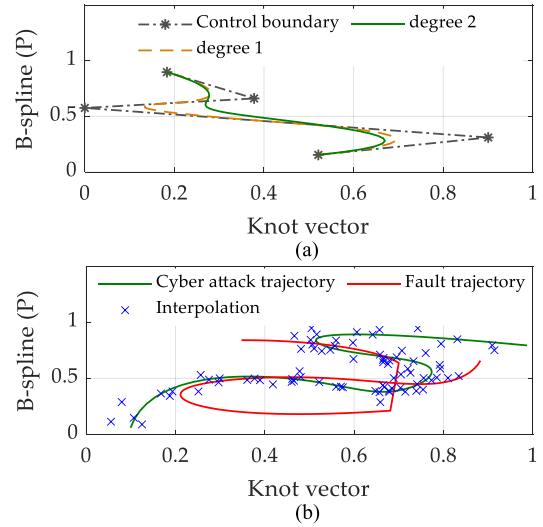 Control boundary degree 2
degree 1
B-spline (P)
1
0.5
0
0 0.2 0.4 0.6 0.8 1
Knot vector
(a)
Cyber attack trajectory Fault trajectory
Interpolation
B-spline (P)
1
0.5
0
0 0.2 0.4 0.6 0.8 1
Knot vector
(b)